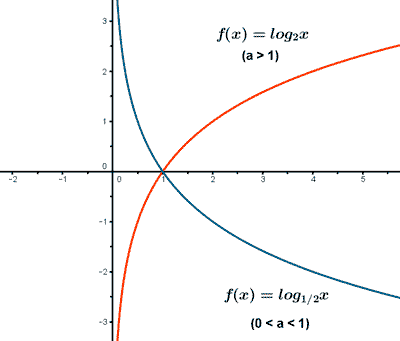 3
f(x) = log₂x
(a > 1)
2
1
0
-2 -1 0 1 2 3 4 5
-1
-2
f(x) = log₁/₂x
(0 < a < 1)
-3